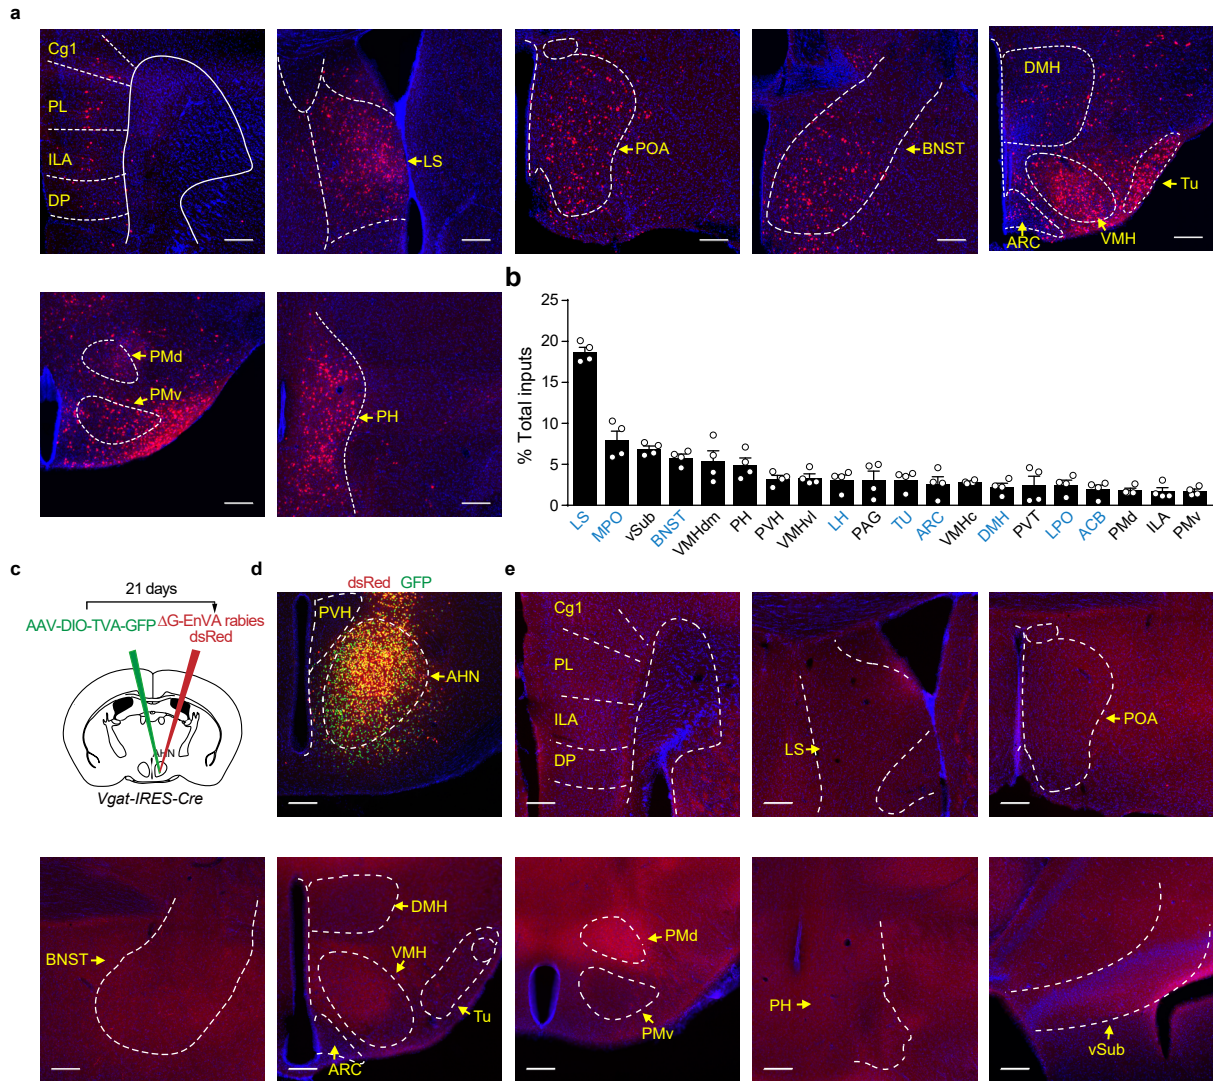 a
Cg1
PL
ILA
DP
LS
POA
BNST
DMH
Tu
ARC
VMH
PMd
PMv
PH
b
% Total inputs
25
20
15
10
5
0
LS
MPO
vSub
BNST
VMHdm
PH
PVH
VMHvl
LH
PAG
TU
ARC
VMHc
DMH
PVT
LPO
ACB
PMd
ILA
PMv
c
21 days
AAV-DIO-TVA-GFP
ΔG-EnVA rabies
dsRed
AHN
Vgat-IRES-Cre
d
dsRed GFP
PVH
AHN
e
Cg1
PL
ILA
DP
LS
POA
BNST
DMH
VMH
Tu
ARC
PMd
PMv
PH
vSub